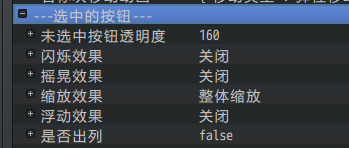 ---选中的按钮---
未选中按钮透明度 160
闪烁效果 关闭
摇晃效果 关闭
缩放效果 整体缩放
浮动效果 关闭
是否出列 false